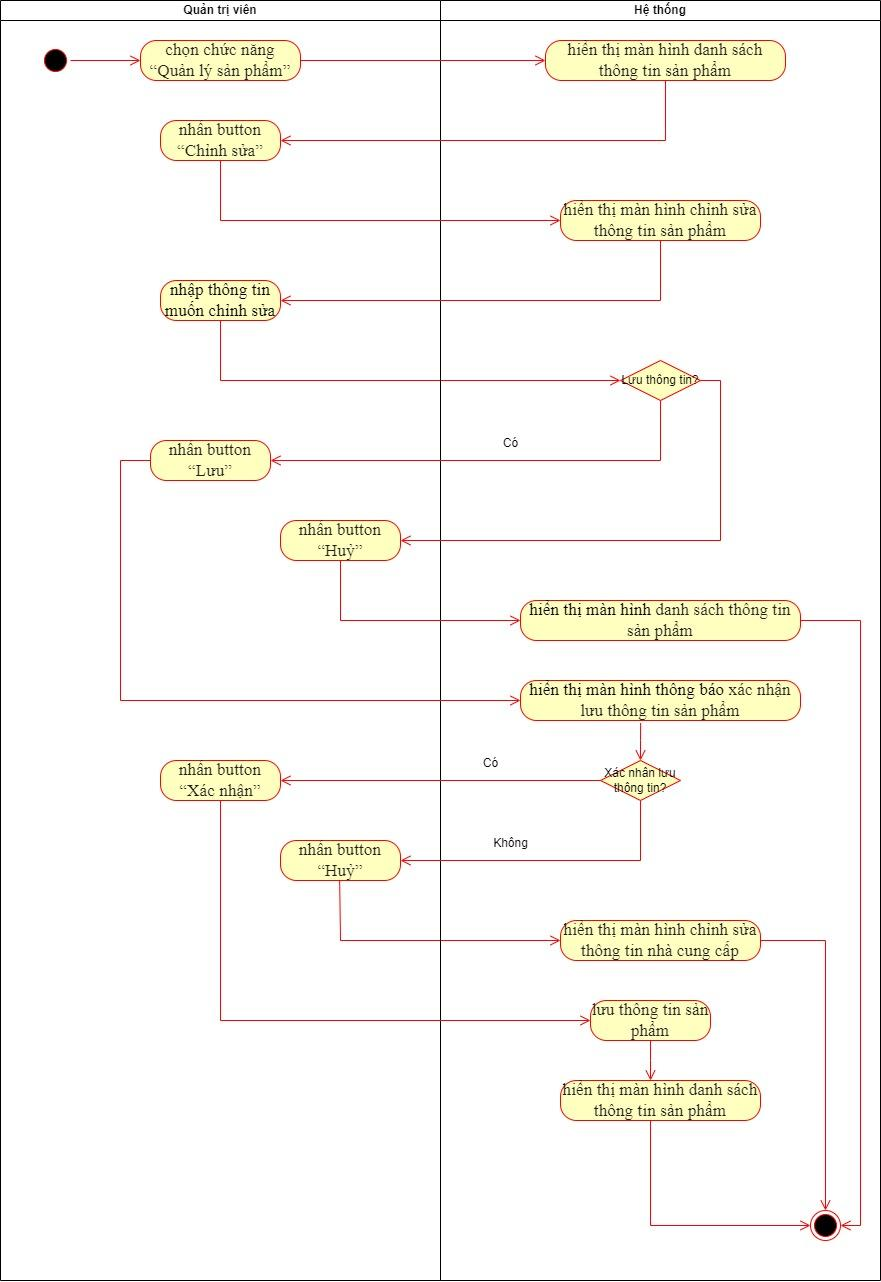 Quản trị viên
Hệ thống
chọn chức năng
“Quản lý sản phẩm”
hiển thị màn hình danh sách
thông tin sản phẩm
nhấn button
“Chỉnh sửa”
hiển thị màn hình chỉnh sửa
thông tin sản phẩm
nhập thông tin
muốn chỉnh sửa
Lưu thông tin?
Có
nhấn button
“Lưu”
nhấn button
“Huỷ”
hiển thị màn hình danh sách thông tin
sản phẩm
hiển thị màn hình thông báo xác nhận
lưu thông tin sản phẩm
Có
Xác nhận lưu
thông tin?
nhấn button
“Xác nhận”
Không
nhấn button
“Huỷ”
hiển thị màn hình chỉnh sửa
thông tin nhà cung cấp
lưu thông tin sản
phẩm
hiển thị màn hình danh sách
thông tin sản phẩm